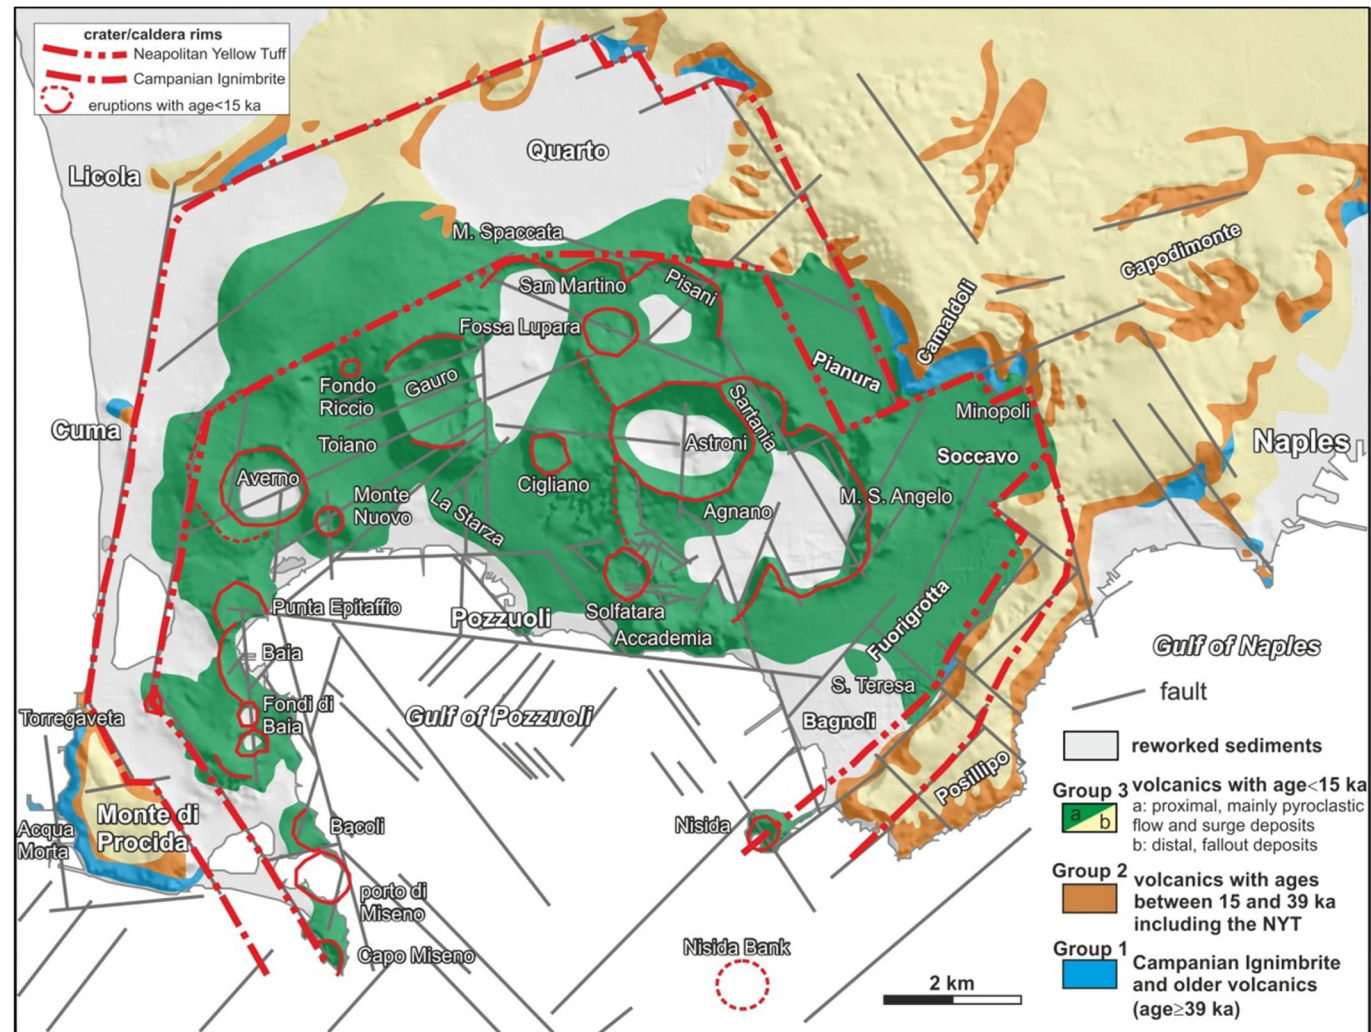 crater/caldera rims
Neapolitan Yellow Tuff
Campanian Ignimbrite
eruptions with age<15 ka
Quarto
Licola
M. Spaccata
Capodimonte
San Martino
Pisani
Fossa Lupara
Camaldoli
Pianura
Fondo
Riccio
Gauro
Sartania
Minopoli
Cuma
Toiano
Astroni
Naples
Averno
Cigliano
Soccavo
Monte
Nuovo
La Starza
Agnano
M. S. Angelo
Punta Epitaffio
Pozzuoli
Solfatara
Accademia
Fuorigrotta
Baia
Gulf of Naples
S. Teresa
fault
Torregaveta
Fondi di
Baia
Gulf of Pozzuoli
Bagnoli
reworked sediments
Posillipo
Group 3
volcanics with age<15 ka
a
b
a: proximal, mainly pyroclastic
flow and surge deposits
b: distal, fallout deposits
Monte di
Procida
Acqua
Morta
Bacoli
Nisida
Group 2
volcanics with ages
between 15 and 39 ka
including the NYT
porto di
Miseno
Capo Miseno
Nisida Bank
2 km
Group 1
Campanian Ignimbrite
and older volcanics
(age≥39 ka)